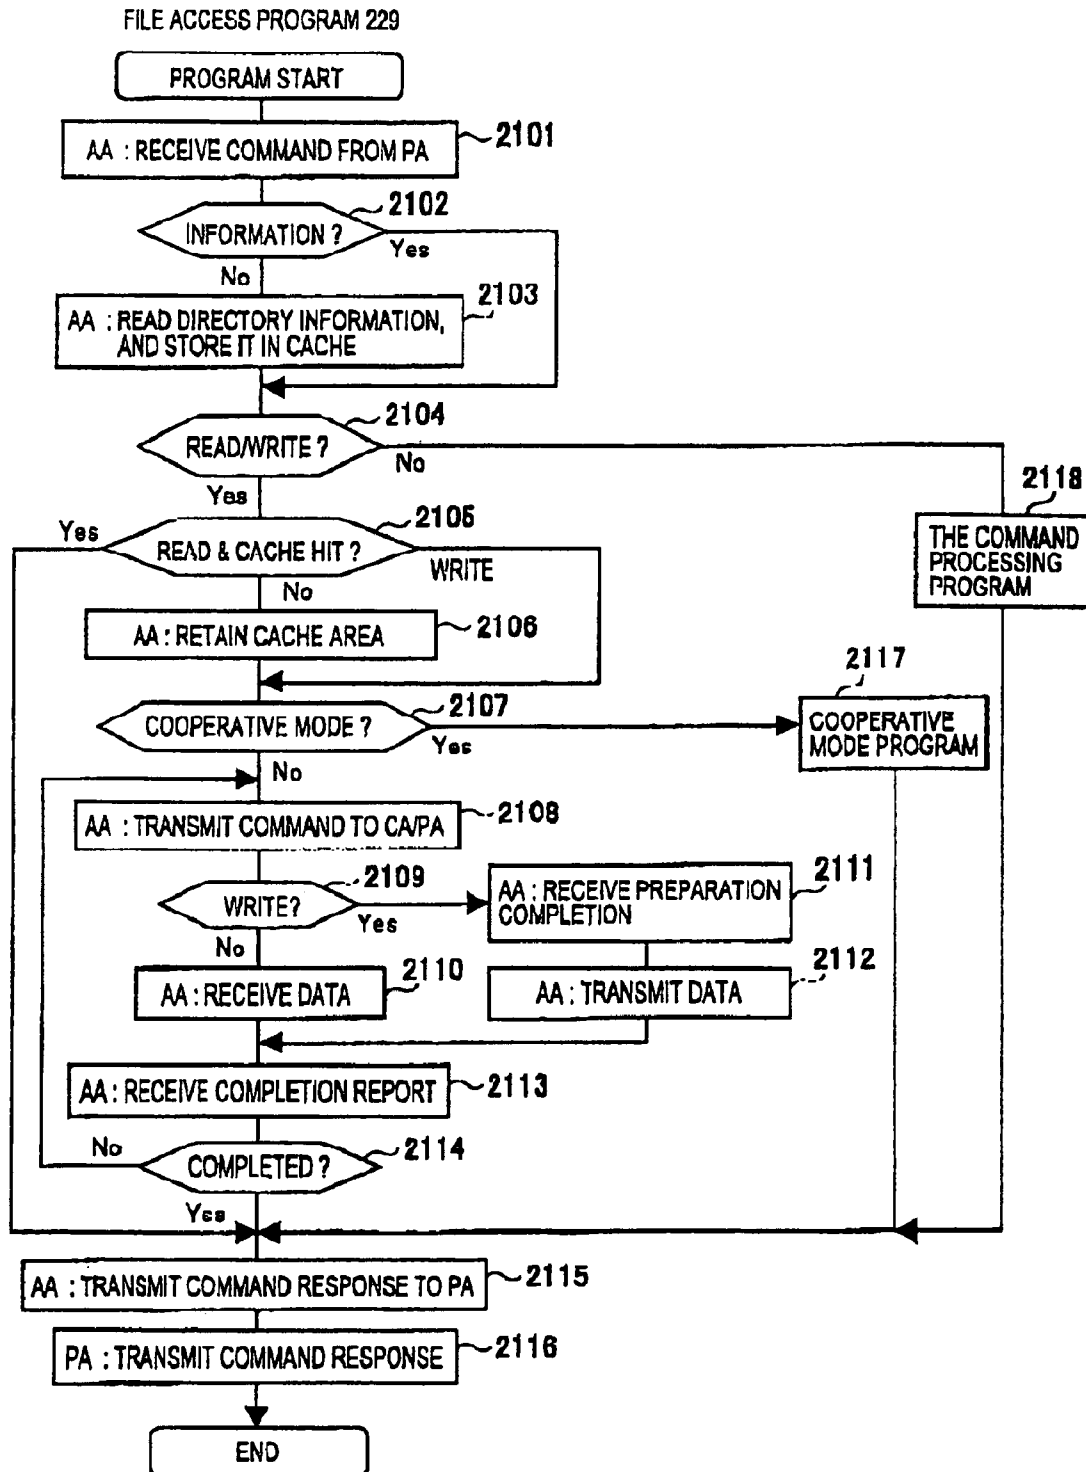 FILE ACCESS PROGRAM 229
PROGRAM START
AA : RECEIVE COMMAND FROM PA
2101
INFORMATION ?
2102
Yes
No
AA : READ DIRECTORY INFORMATION,
AND STORE IT IN CACHE
2103
READ/WRITE ?
2104
No
Yes
READ & CACHE HIT ?
2105
Yes
WRITE
No
AA : RETAIN CACHE AREA
2106
COOPERATIVE MODE ?
2107
Yes
No
AA : TRANSMIT COMMAND TO CA/PA
2108
WRITE?
2109
Yes
No
AA : RECEIVE DATA
2110
AA : RECEIVE PREPARATION
COMPLETION
2111
AA : TRANSMIT DATA
2112
AA : RECEIVE COMPLETION REPORT
2113
COMPLETED ?
2114
No
Yes
AA : TRANSMIT COMMAND RESPONSE TO PA
2115
PA : TRANSMIT COMMAND RESPONSE
2116
END
COOPERATIVE
MODE PROGRAM
2117
THE COMMAND
PROCESSING
PROGRAM
2118